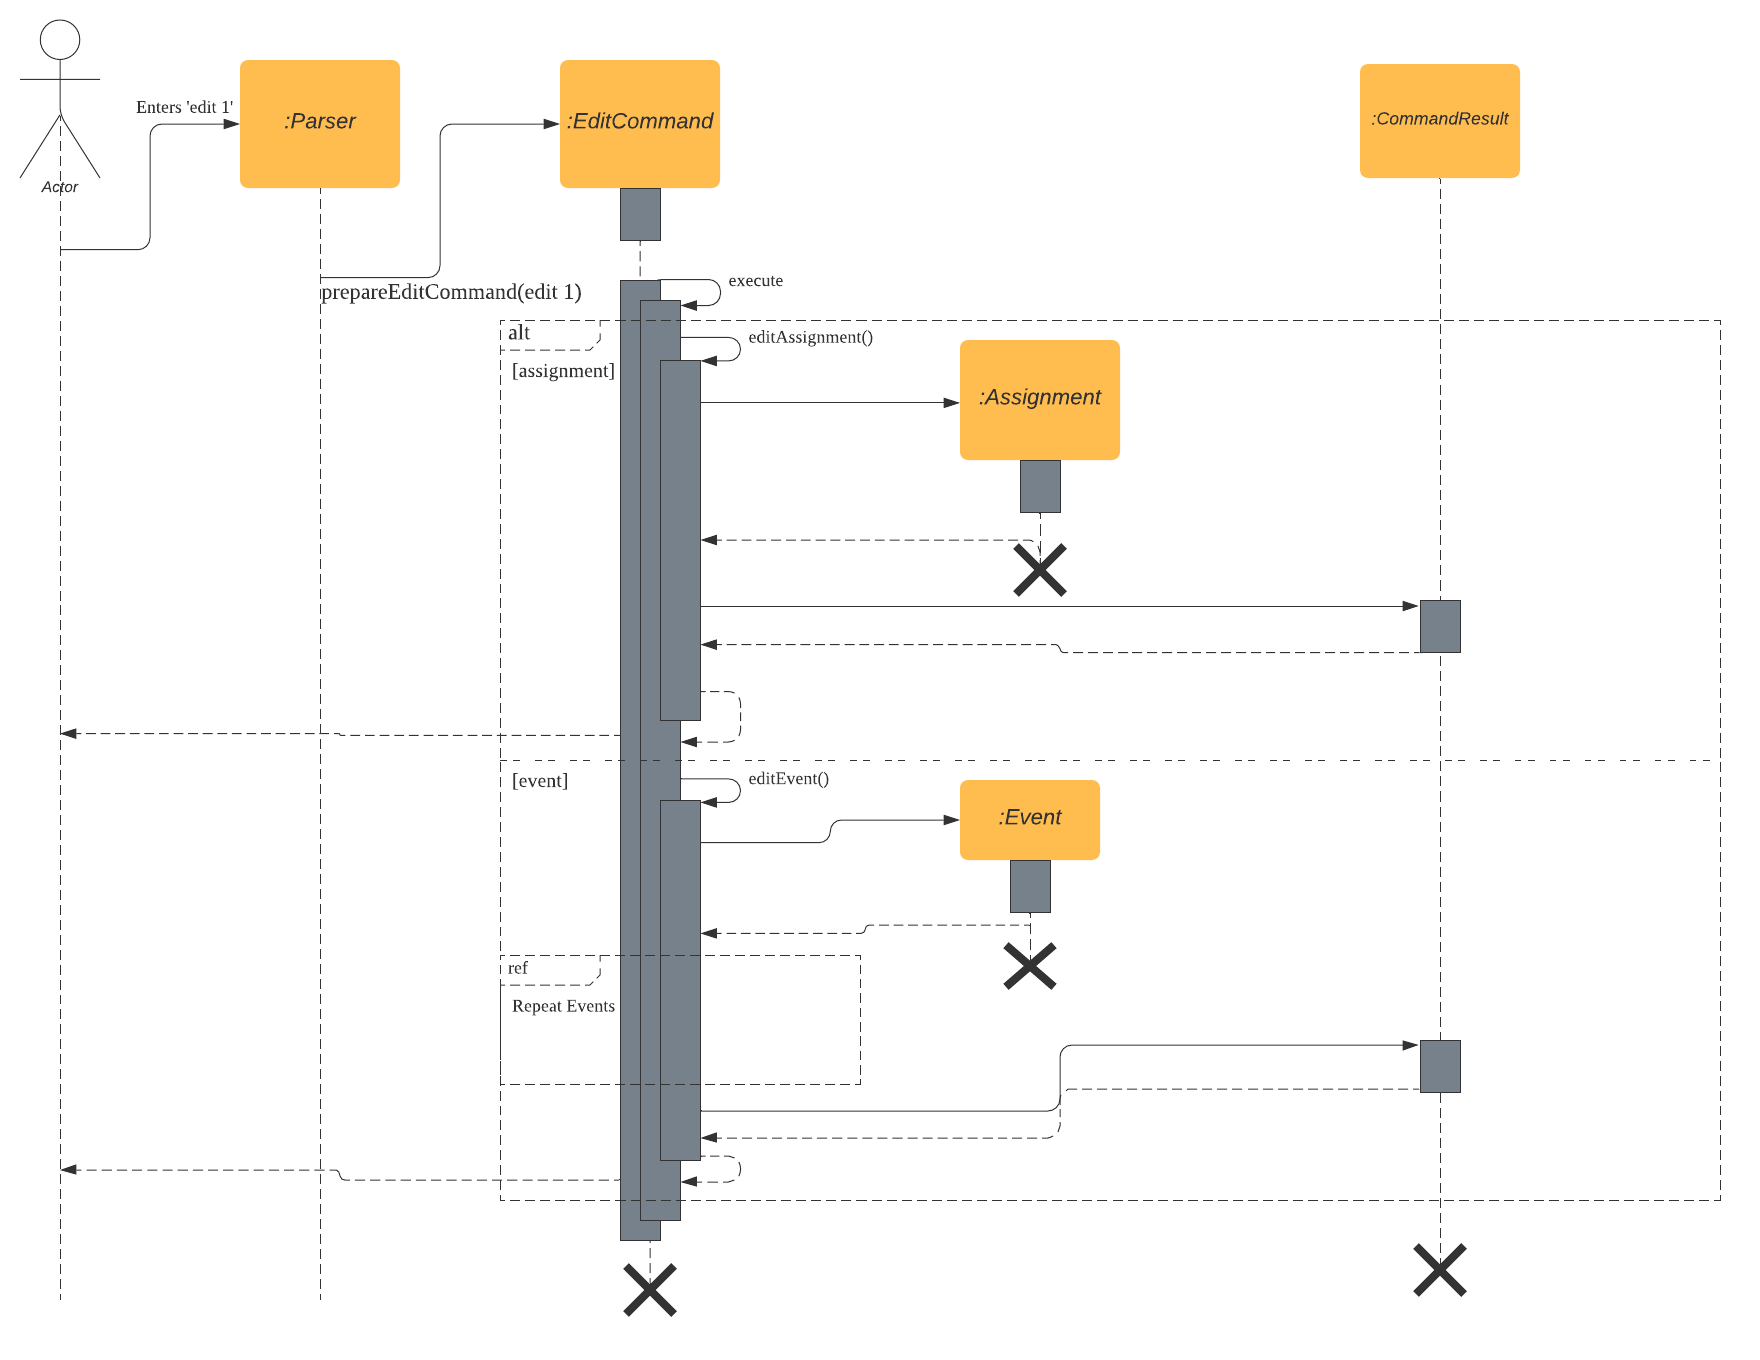 Enters 'edit 1'
:Parser
:EditCommand
:CommandResult
Actor
execute
prepareEditCommand(edit 1)
alt
editAssignment()
[assignment]
:Assignment
[event]
editEvent()
:Event
ref
Repeat Events